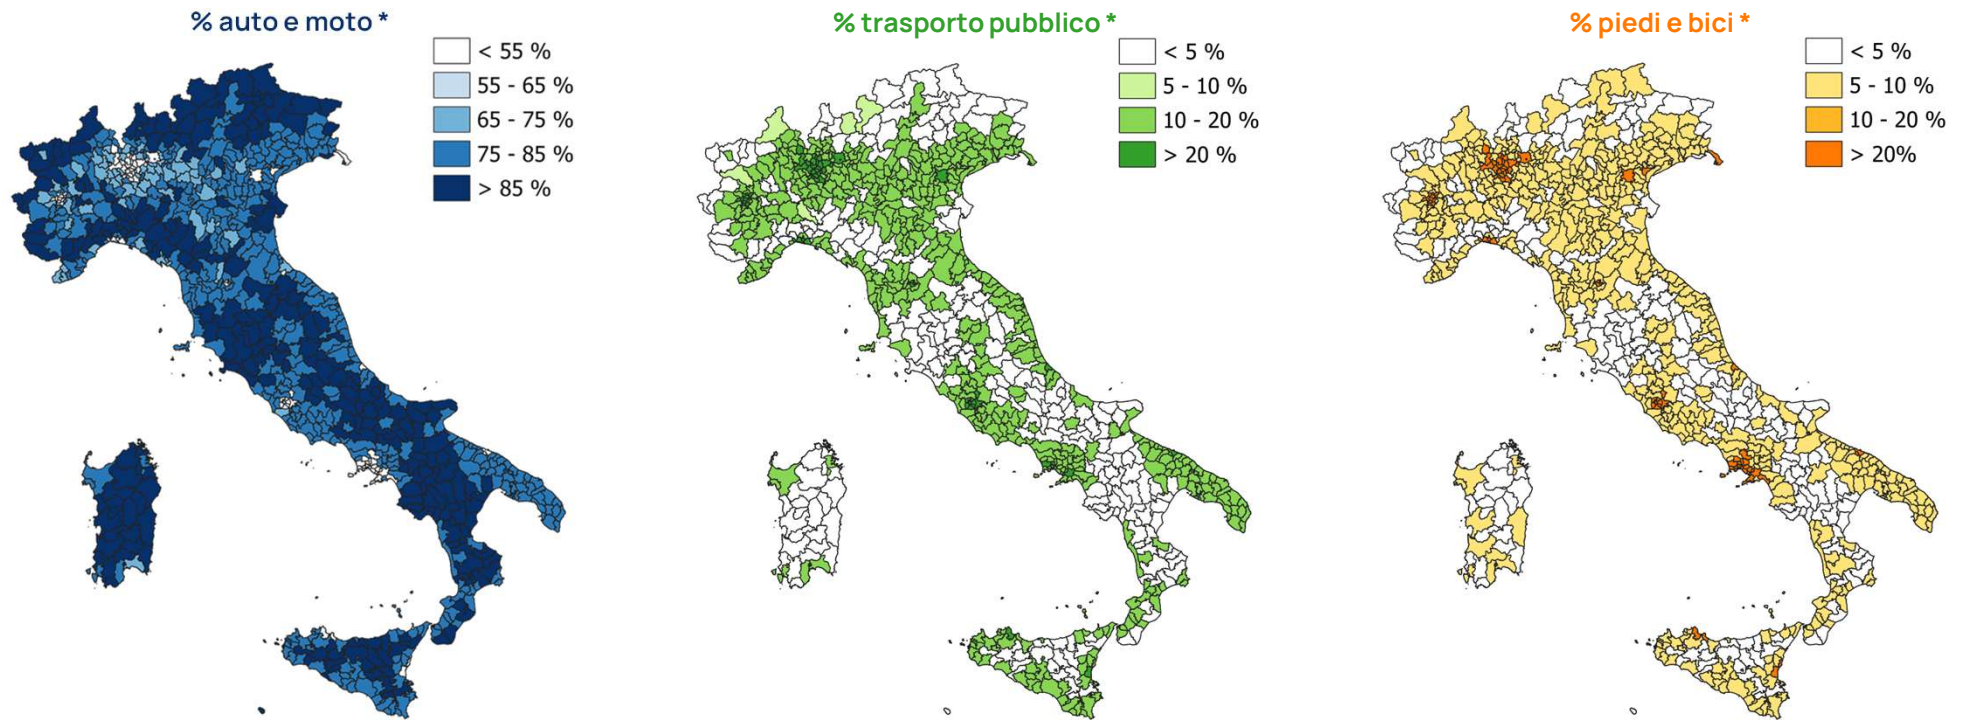 % auto e moto *
< 55 %
55 - 65 %
65 - 75 %
75 - 85 %
> 85 %
% trasporto pubblico *
< 5 %
5 - 10 %
10 - 20 %
> 20 %
% piedi e bici *
< 5 %
5 - 10 %
10 - 20 %
> 20%